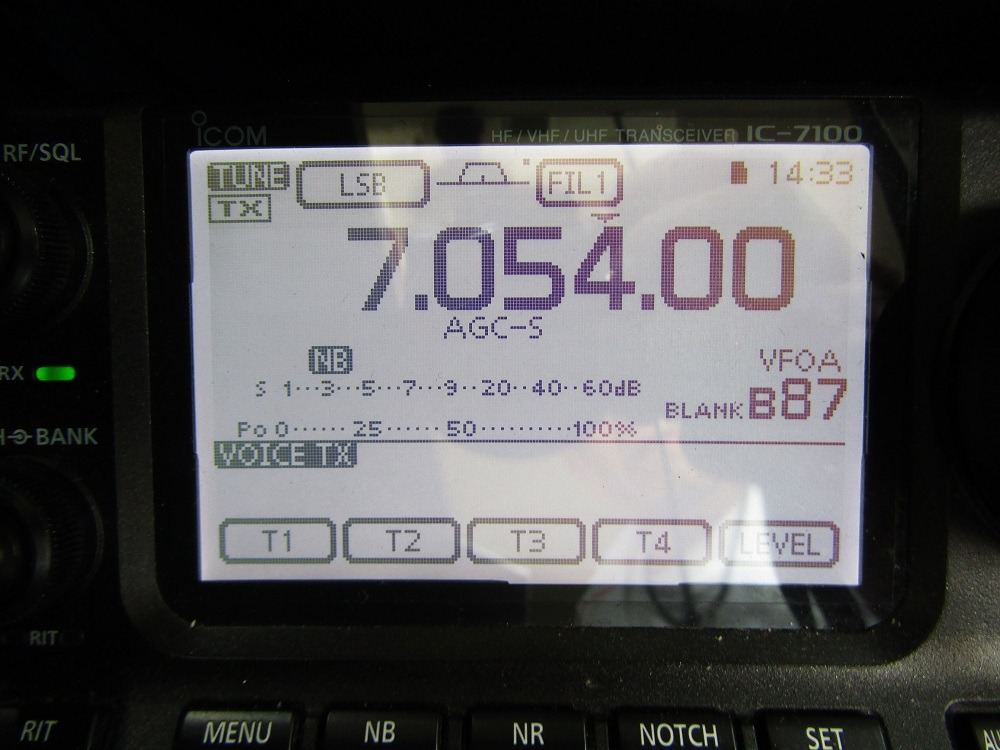 iCOM
HF/VHF/UHF TRANSCEIVER IC-7100
RF/SQL
TUNE LSB FIL1 14:33
TX
7.054.00
AGC-S
NB
VFOA
RX
S 1···3···5···7···9··20··40··60dB
BLANK B87
Po 0······25······50··········100%
BANK
VOICE TX
T1 T2 T3 T4 LEVEL
RIT
RIT MENU NB NR NOTCH SET